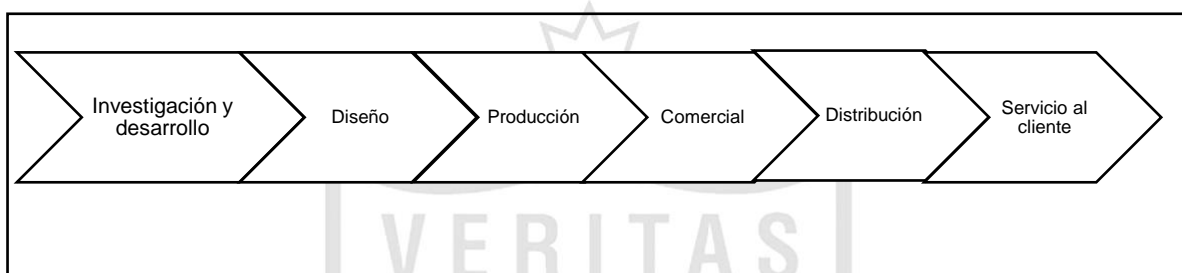 Investigación y
desarrollo
Diseño
Producción
Comercial
Distribución
Servicio al
cliente
VERITAS